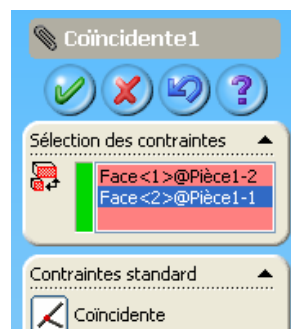 Coïncidente1
?
Sélection des contraintes
Face<1>@Pièce1-2
Face<2>@Pièce1-1
Contraintes standard
Coïncidente